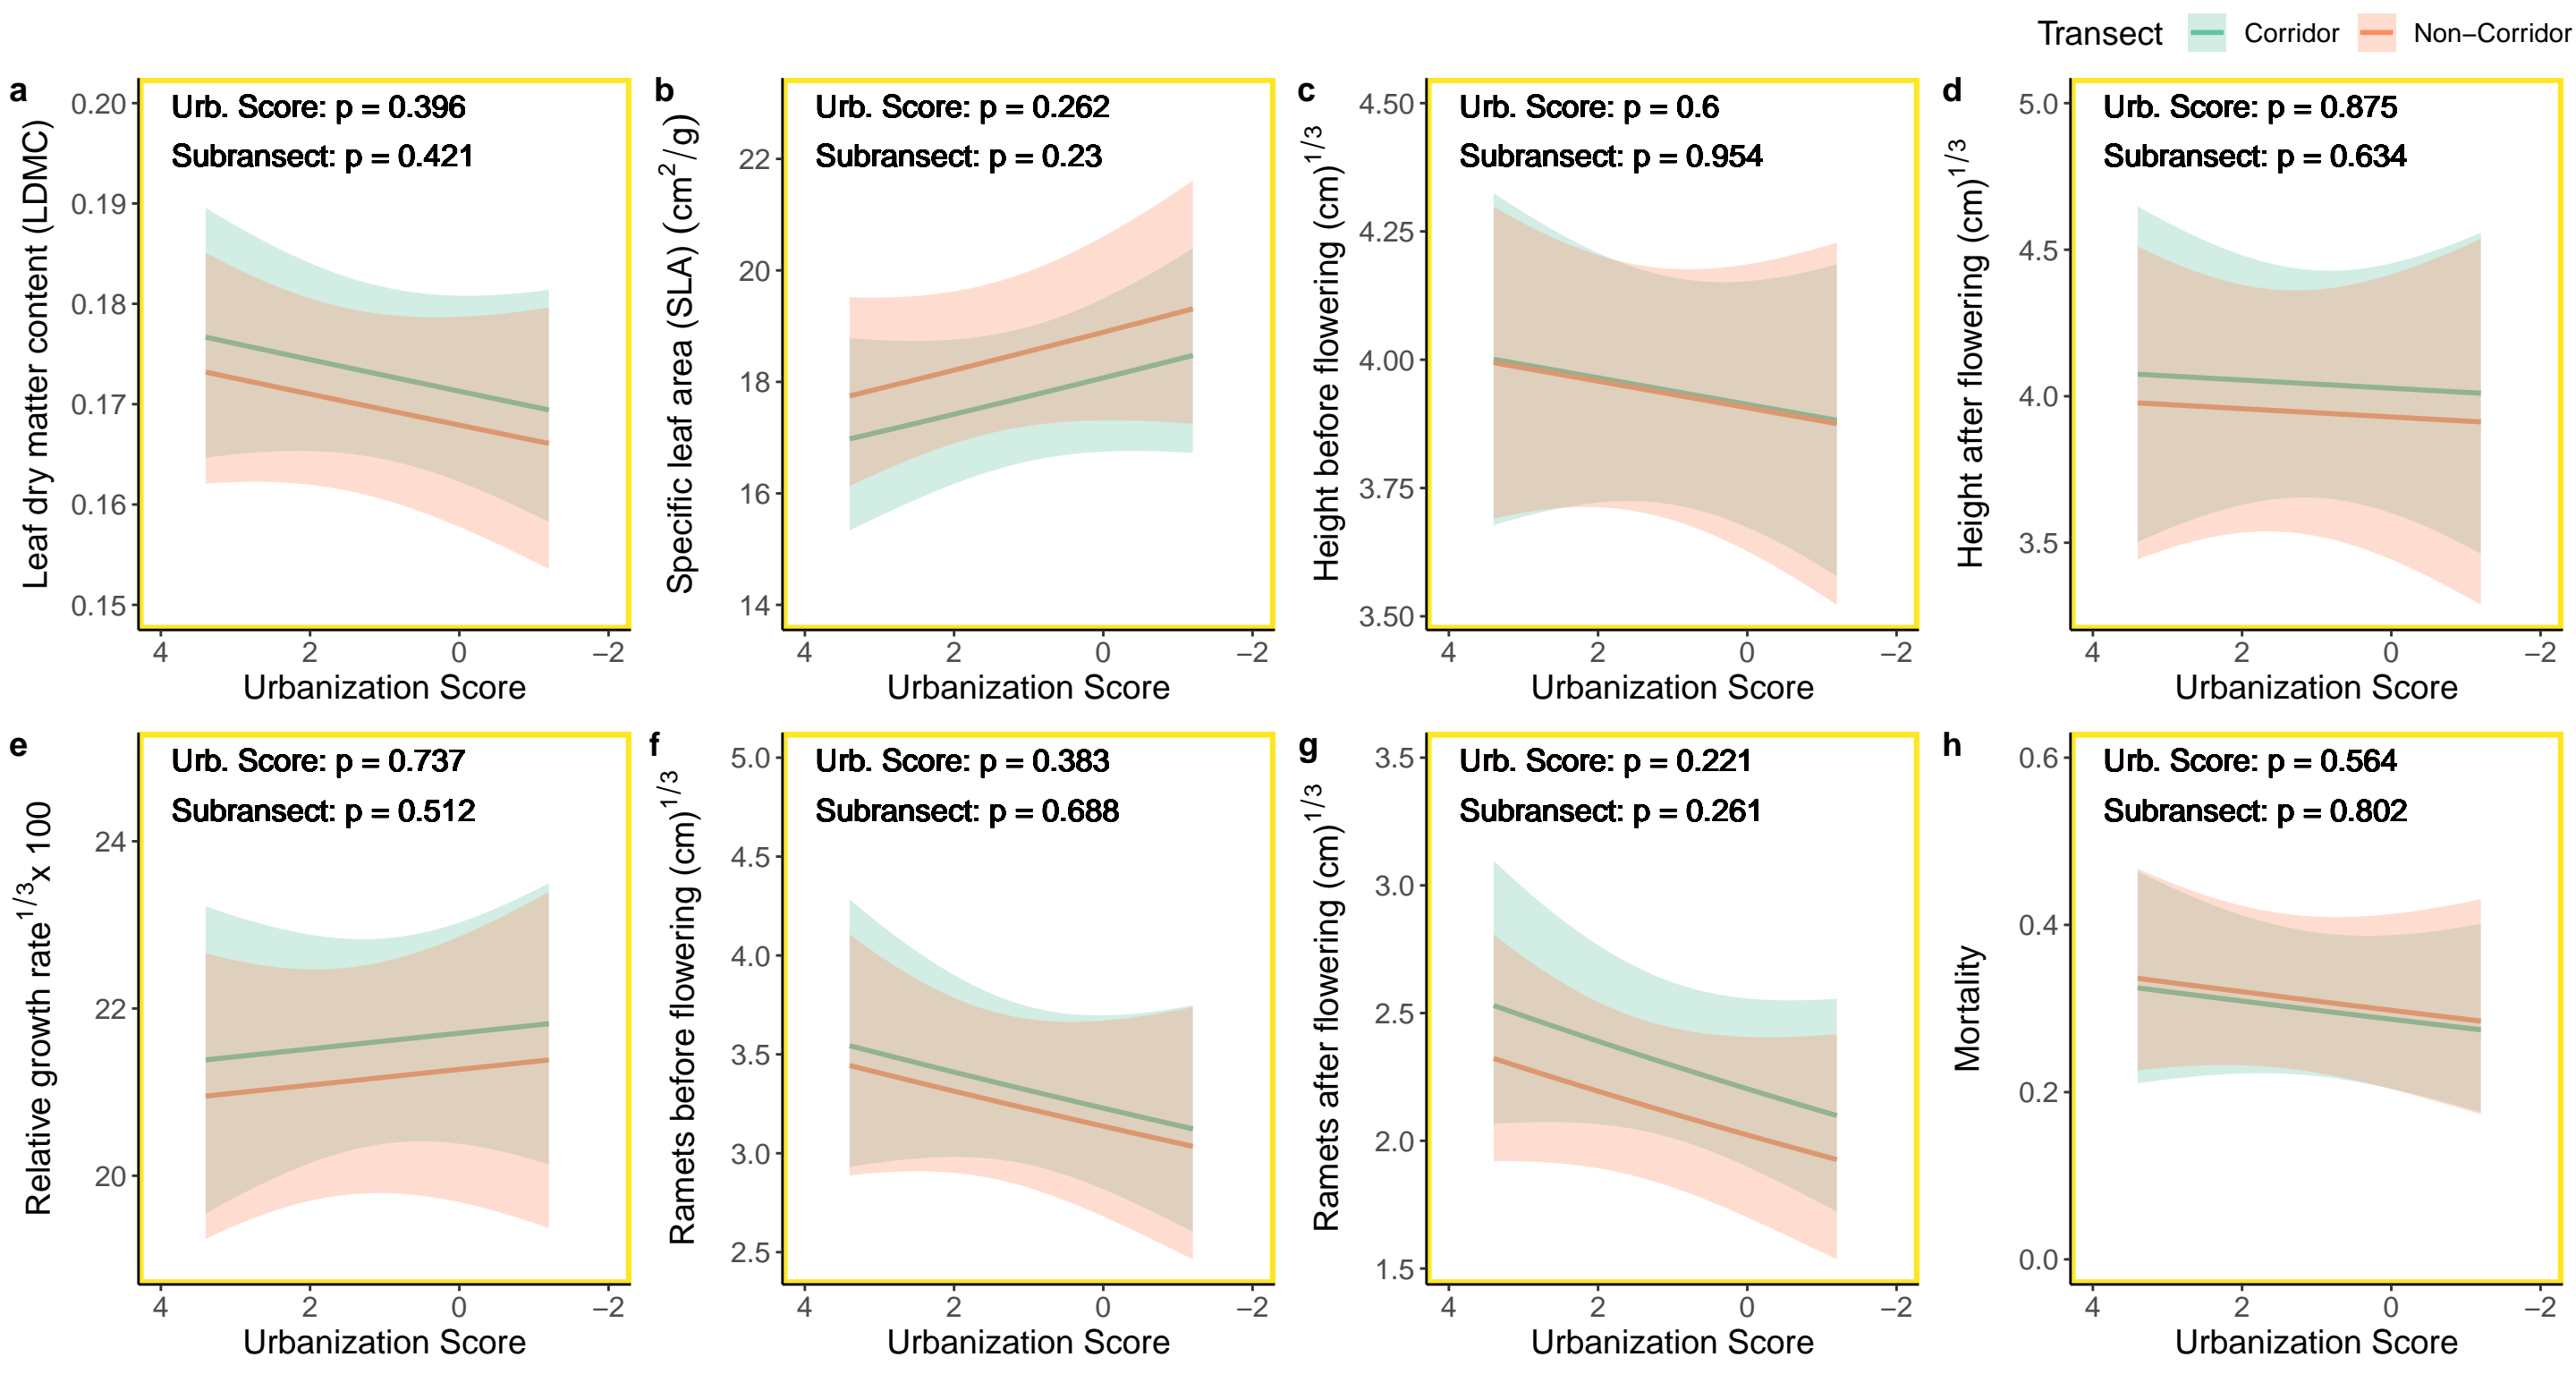 Transect Corridor Non−Corridor
a
Urb. Score: p = 0.396
Subransect: p = 0.421
Leaf dry matter content (LDMC)
0.20
0.19
0.18
0.17
0.16
0.15
4 2 0 −2
Urbanization Score
b
Urb. Score: p = 0.262
Subransect: p = 0.23
Specific leaf area (SLA) (cm²/g)
22
20
18
16
14
4 2 0 −2
Urbanization Score
c
Urb. Score: p = 0.6
Subransect: p = 0.954
Height before flowering (cm)^1/3
4.50
4.25
4.00
3.75
3.50
4 2 0 −2
Urbanization Score
d
Urb. Score: p = 0.875
Subransect: p = 0.634
Height after flowering (cm)^1/3
5.0
4.5
4.0
3.5
4 2 0 −2
Urbanization Score
e
Urb. Score: p = 0.737
Subransect: p = 0.512
Relative growth rate^1/3 x 100
24
22
20
4 2 0 −2
Urbanization Score
f
Urb. Score: p = 0.383
Subransect: p = 0.688
Ramets before flowering (cm)^1/3
5.0
4.5
4.0
3.5
3.0
2.5
4 2 0 −2
Urbanization Score
g
Urb. Score: p = 0.221
Subransect: p = 0.261
Ramets after flowering (cm)^1/3
3.5
3.0
2.5
2.0
1.5
4 2 0 −2
Urbanization Score
h
Urb. Score: p = 0.564
Subransect: p = 0.802
Mortality
0.6
0.4
0.2
0.0
4 2 0 −2
Urbanization Score